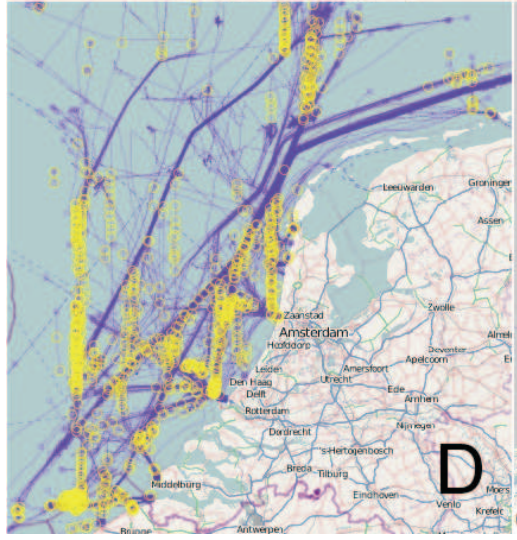 Leeuwarden
Groningen
Assen
Zwolle
Zaanstad
Amsterdam
Hoofddorp
Almel
Deventer
Leiden
Amersfoort
Apeldoorn
Den Haag
Utrecht
Ede
Delft
Arnhem
Rotterdam
Dordrecht
Nijmegen
's-Hertogenbosch
Breda Tilburg
D
Middelburg
Eindhoven
Moers
Venlo
Krefeld
Brugge
Antwerpen